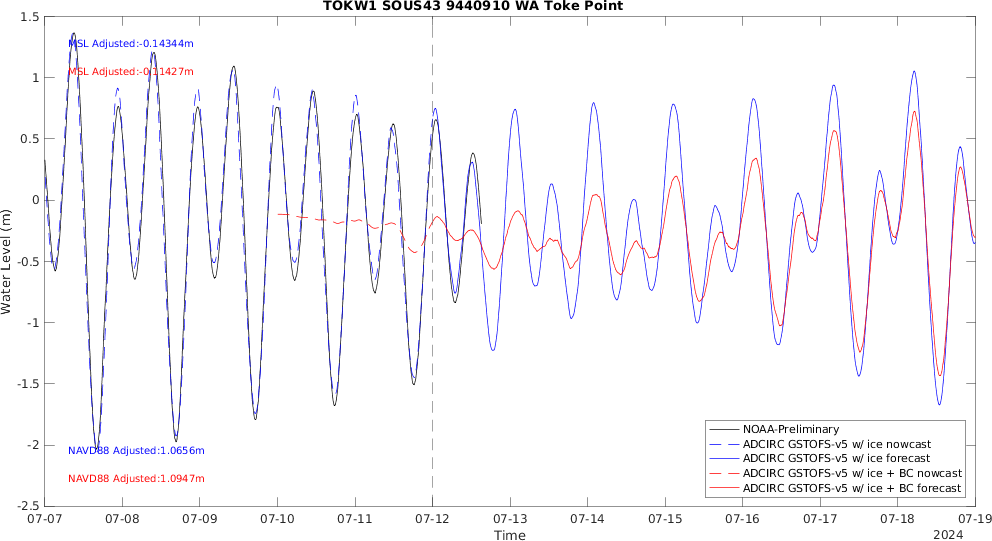 TOKW1 SOUS43 9440910 WA Toke Point
MSL Adjusted:-0.14344m
MSL Adjusted:-0.11427m
NAVD88 Adjusted:1.0656m
NAVD88 Adjusted:1.0947m
Water Level (m)
1.5
1
0.5
0
-0.5
-1
-1.5
-2
-2.5
NOAA-Preliminary
ADCIRC GSTOFS-v5 w/ ice nowcast
ADCIRC GSTOFS-v5 w/ ice forecast
ADCIRC GSTOFS-v5 w/ ice + BC nowcast
ADCIRC GSTOFS-v5 w/ ice + BC forecast
07-07 07-08 07-09 07-10 07-11 07-12 07-13 07-14 07-15 07-16 07-17 07-18 07-19
Time
2024